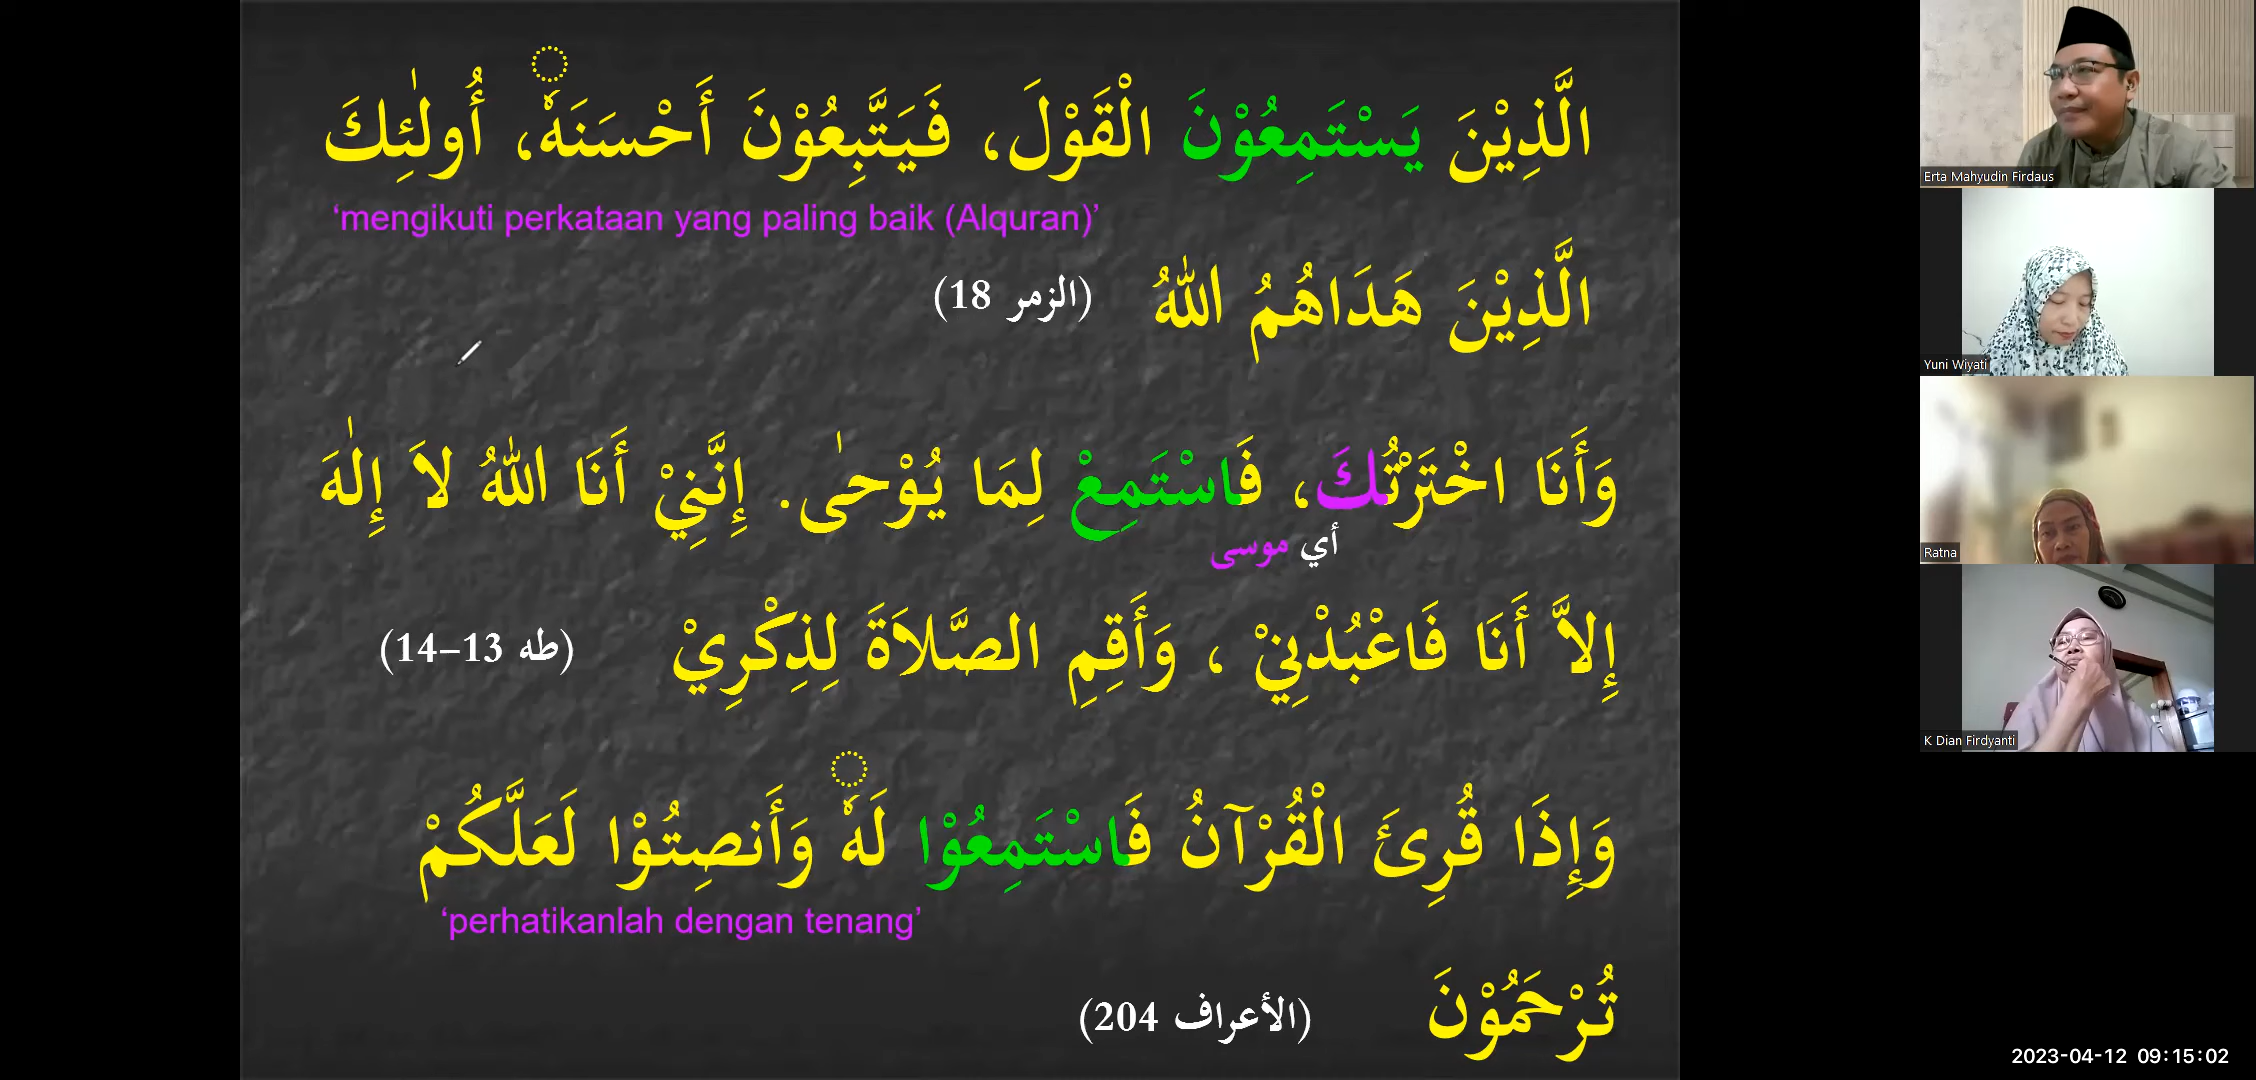 الَّذِيْنَ يَسْتَمِعُوْنَ الْقَوْلَ، فَيَتَّبِعُوْنَ أَحْسَنَهٗ، أُولٰئِكَ
‘mengikuti perkataan yang paling baik (Alquran)’
الَّذِيْنَ هَدَاهُمُ اللّٰهُ (الزمر 18)
وَأَنَا اخْتَرْتُكَ، فَاسْتَمِعْ لِمَا يُوْحٰى. إِنَّنِيْ أَنَا اللّٰهُ لاَ إِلٰهَ
أي موسى
إِلاَّ أَنَا فَاعْبُدْنِيْ ، وَأَقِمِ الصَّلاَةَ لِذِكْرِيْ (طه 13–14)
وَإِذَا قُرِئَ الْقُرْآنُ فَاسْتَمِعُوْا لَهٗ وَأَنصِتُوْا لَعَلَّكُمْ
‘perhatikanlah dengan tenang’
تُرْحَمُوْنَ (الأعراف 204)
Erta Mahyudin Firdaus
Yuni Wiyati
Ratna
K Dian Firdyanti
2023-04-12 09:15:02